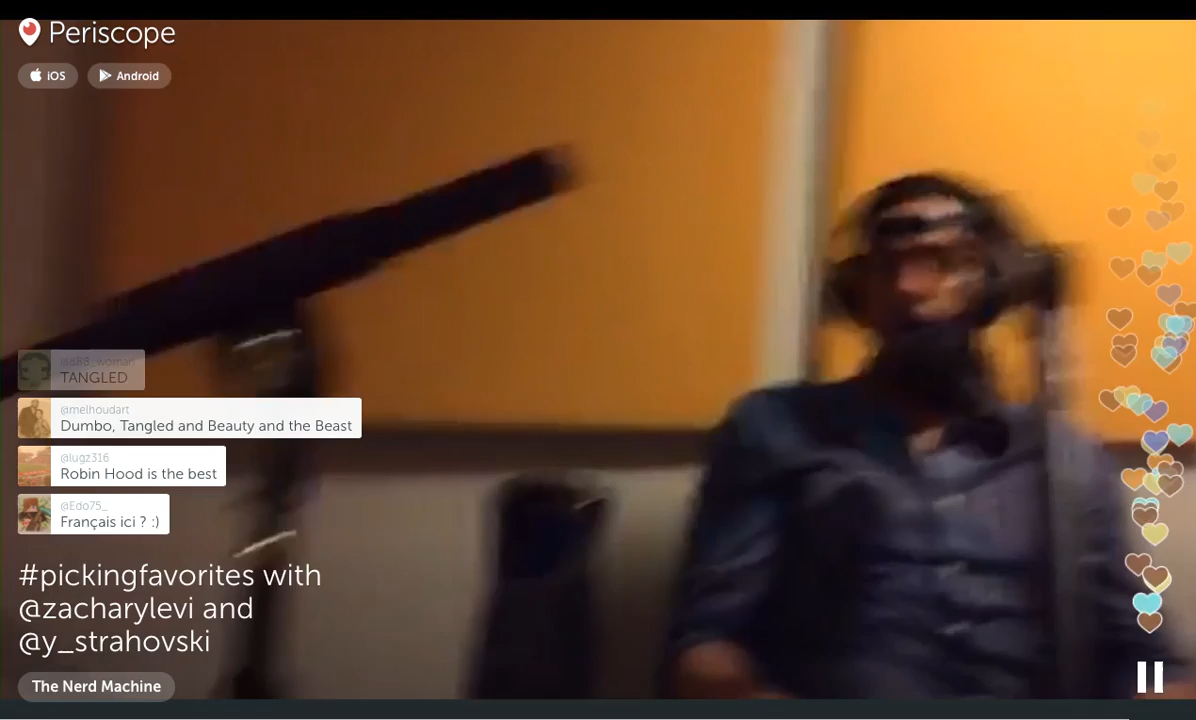 Periscope
iOS
Android
@a88_woman
TANGLED
@melhoudart
Dumbo, Tangled and Beauty and the Beast
@lugz316
Robin Hood is the best
@Edo75_
Français ici ? :)
#pickingfavorites with
@zacharylevi and
@y_strahovski
The Nerd Machine